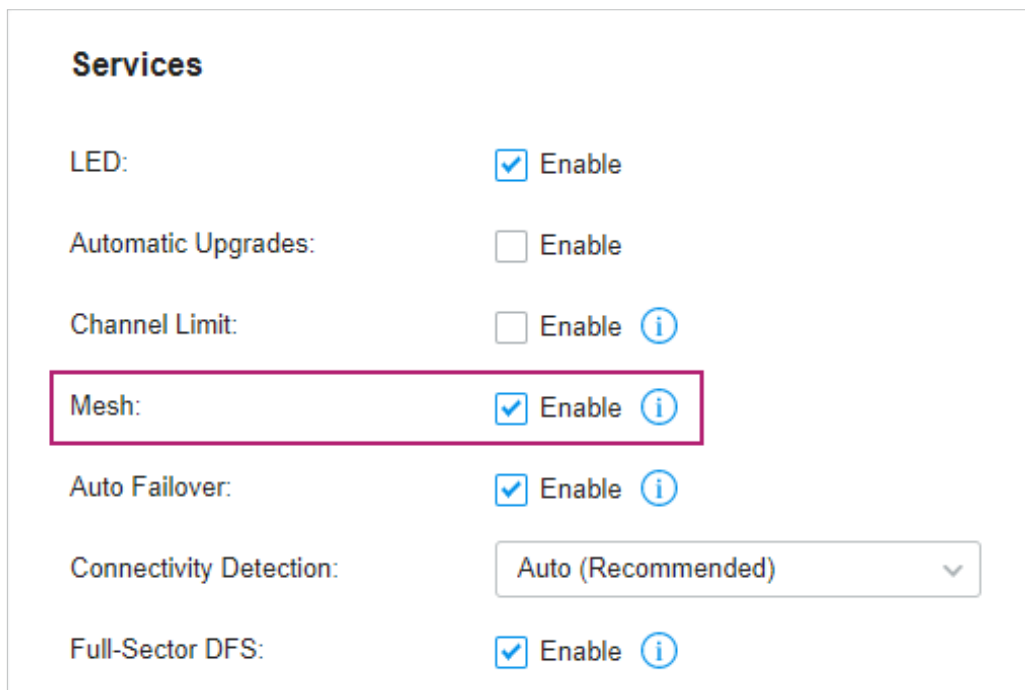 Services
LED: Enable
Automatic Upgrades: Enable
Channel Limit: Enable i
Mesh: Enable i
Auto Failover: Enable i
Connectivity Detection: Auto (Recommended)
Full-Sector DFS: Enable i